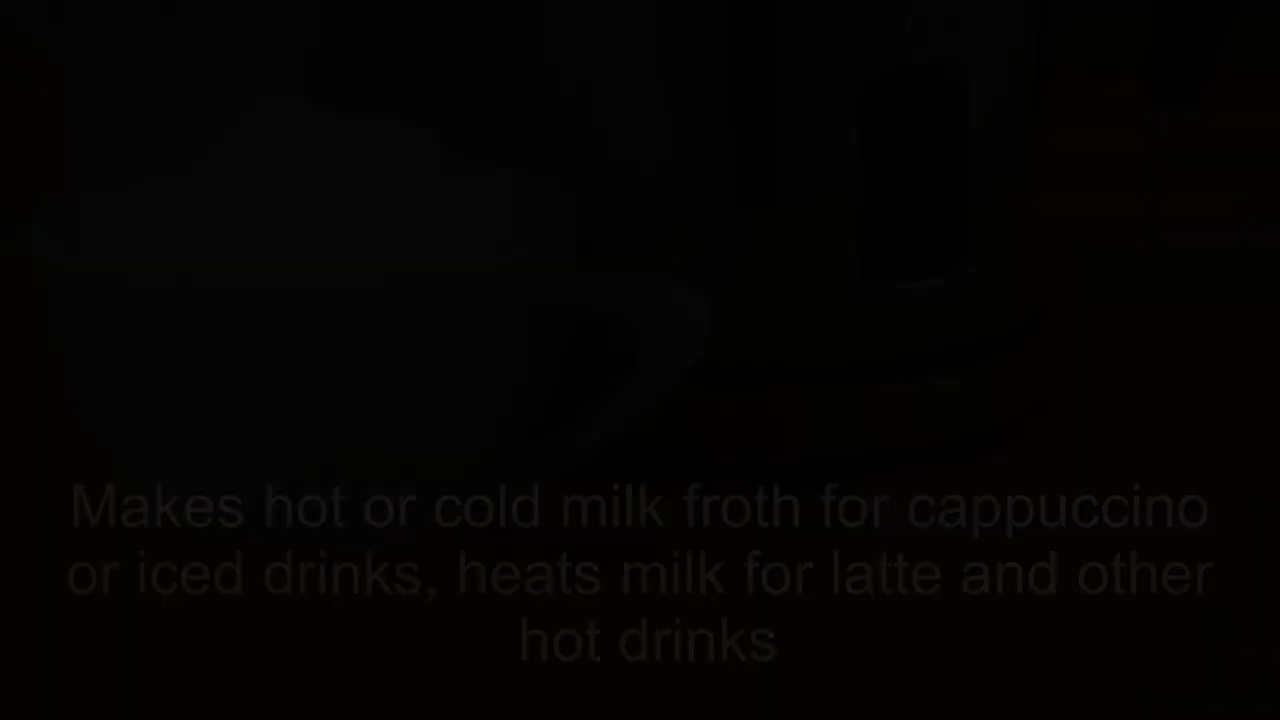 Makes hot or cold milk froth for cappuccino
or iced drinks, heats milk for latte and other
hot drinks